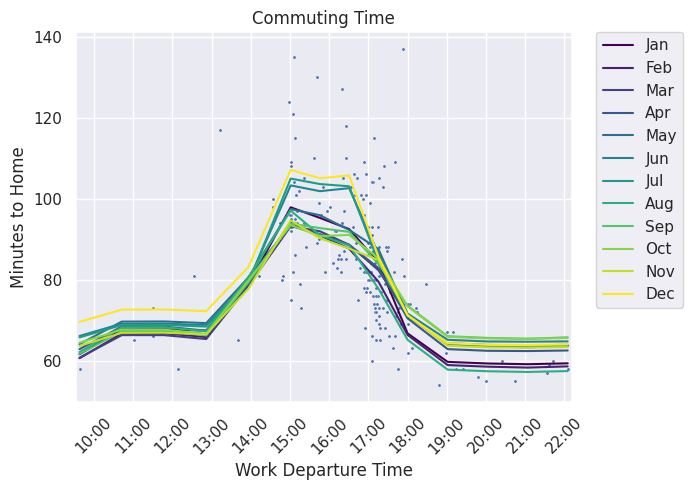 Commuting Time
Minutes to Home
140
120
100
80
60
10:00 11:00 12:00 13:00 14:00 15:00 16:00 17:00 18:00 19:00 20:00 21:00 22:00
Work Departure Time
Jan
Feb
Mar
Apr
May
Jun
Jul
Aug
Sep
Oct
Nov
Dec